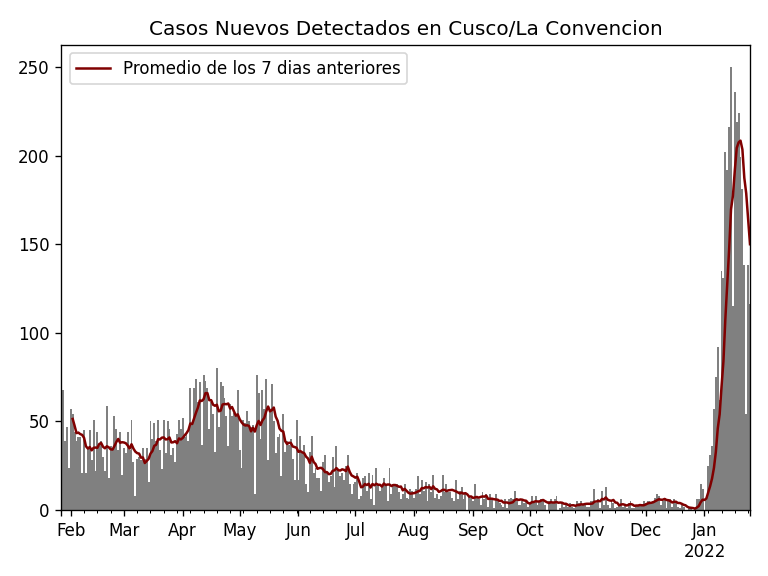 Casos Nuevos Detectados en Cusco/La Convencion
Promedio de los 7 dias anteriores
250
200
150
100
50
0
Feb Mar Apr May Jun Jul Aug Sep Oct Nov Dec Jan
2022